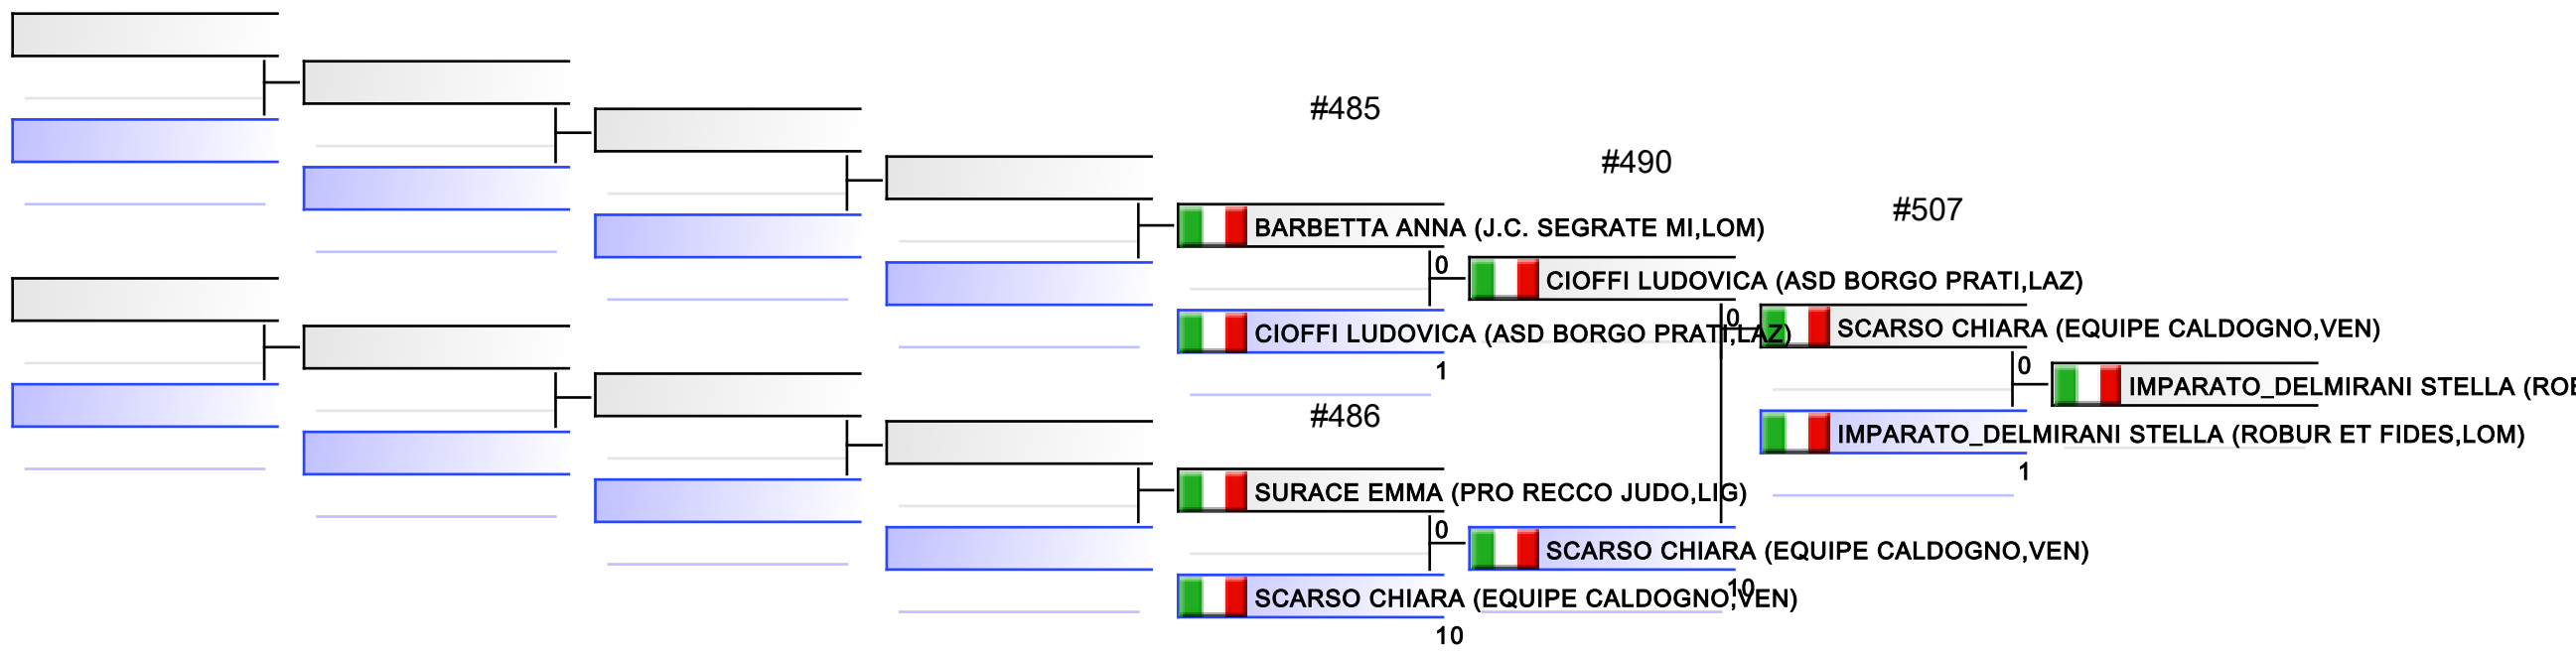 #485
#490
#507
BARBETTA ANNA (J.C. SEGRATE MI,LOM)
0
CIOFFI LUDOVICA (ASD BORGO PRATI,LAZ)
0
SCARSO CHIARA (EQUIPE CALDOGNO,VEN)
CIOFFI LUDOVICA (ASD BORGO PRATI,LAZ)
1
0
IMPARATO_DELMIRANI STELLA (ROB
#486
IMPARATO_DELMIRANI STELLA (ROBUR ET FIDES,LOM)
1
SURACE EMMA (PRO RECCO JUDO,LIG)
0
SCARSO CHIARA (EQUIPE CALDOGNO,VEN)
10
SCARSO CHIARA (EQUIPE CALDOGNO,VEN)
10